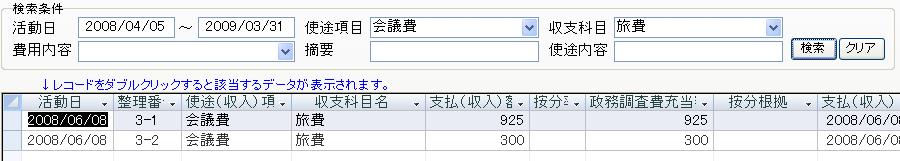 検索条件
活動日 2008/04/05 ～ 2009/03/31 使途項目 会議費 収支科目 旅費
費用内容 摘要 使途内容 検索 クリア
↓レコードをダブルクリックすると該当するデータが表示されます。
活動日 整理番 使途(収入)項 収支科目名 支払(収入) 按分 政務調査費充当 按分根拠 支払(収入)
2008/06/08 3-1 会議費 旅費 925 925 2008/06/0
2008/06/08 3-2 会議費 旅費 300 300 2008/06/0